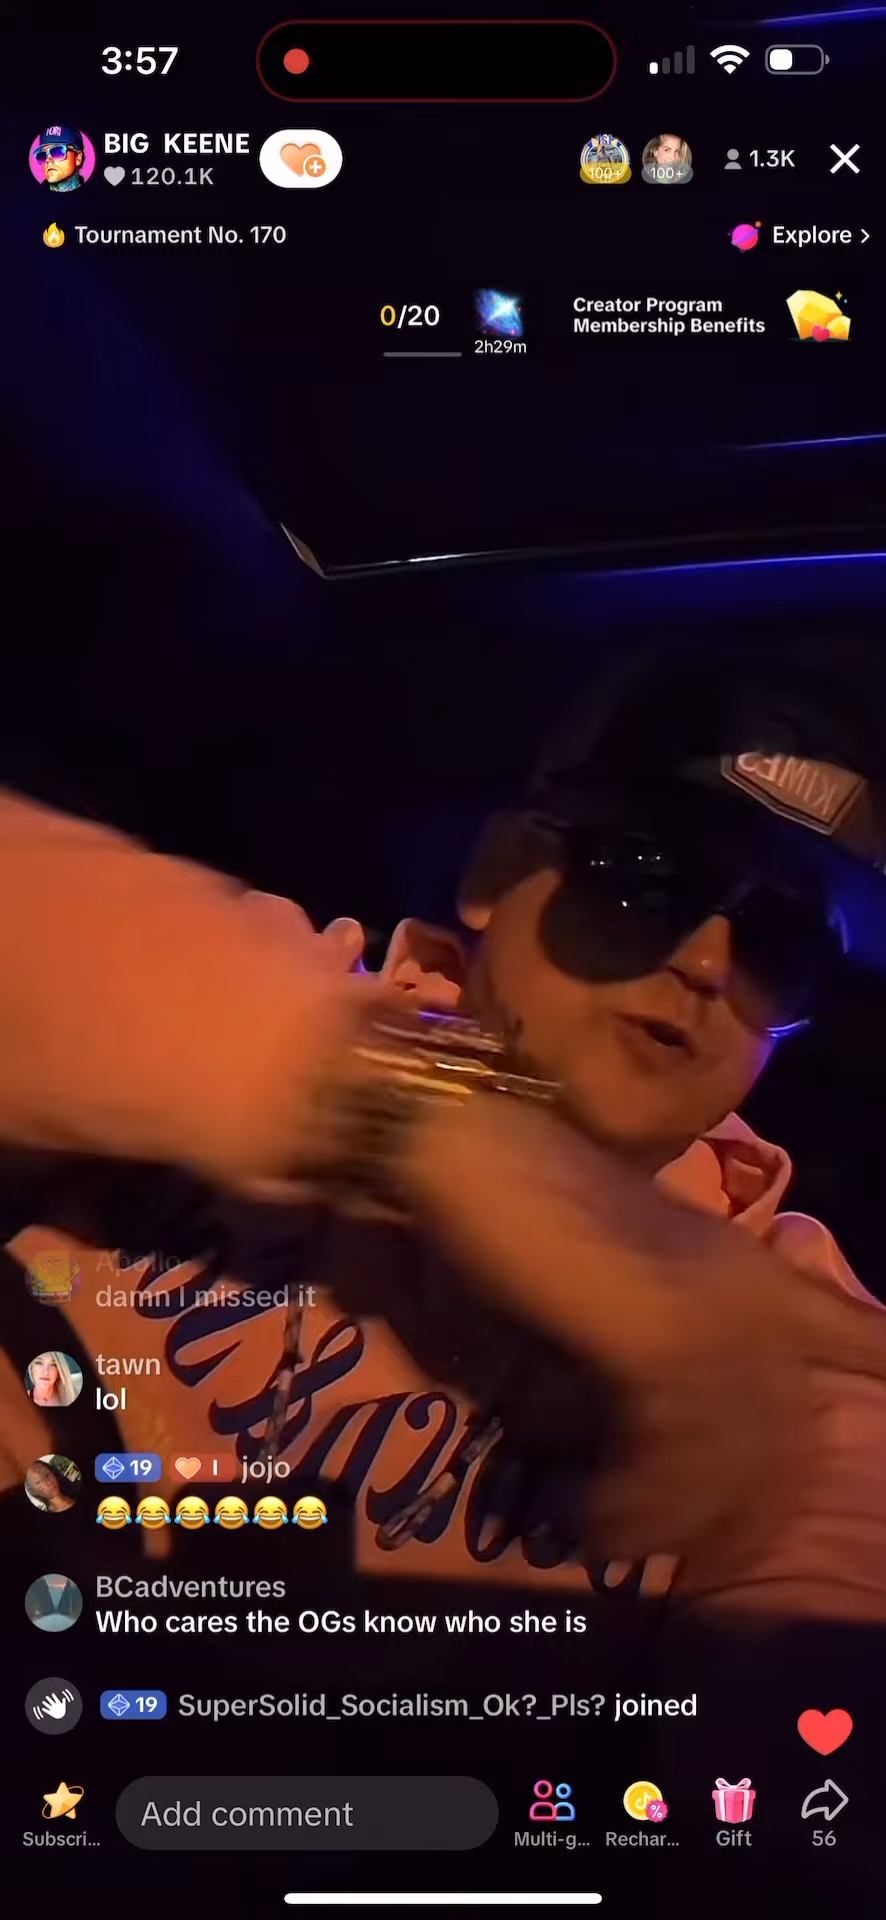 3:57
BIG KEENE
120.1K
100+
100+
1.3K
Tournament No. 170
Explore >
0/20
2h29m
Creator Program
Membership Benefits
Apollo
damn I missed it
tawn
lol
19 I jojo
😂😂😂😂😂😂
BCadventures
Who cares the OGs know who she is
19 SuperSolid_Socialism_Ok?_Pls? joined
Add comment
Subscri...
Multi-g...
Rechar...
Gift
56